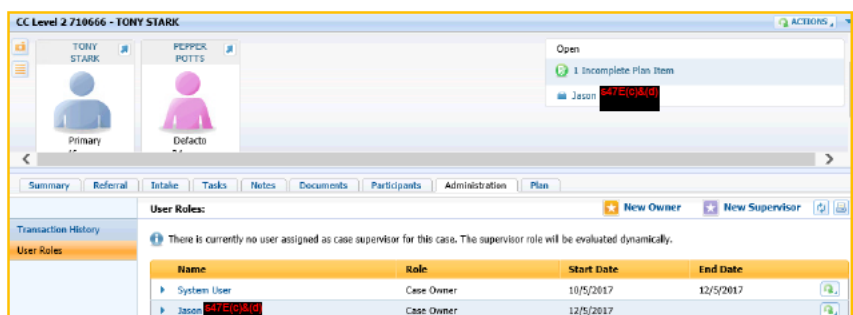 CC Level 2 710666 - TONY STARK
ACTIONS
TONY STARK
PEPPER POTTS
Primary
Defacto
Open
1 Incomplete Plan Item
Jason s47E(c)&(d)
Summary Referral Intake Tasks Notes Documents Participants Administration Plan
User Roles:
New Owner New Supervisor
Transaction History
User Roles
There is currently no user assigned as case supervisor for this case. The supervisor role will be evaluated dynamically.
Name Role Start Date End Date
System User Case Owner 10/5/2017 12/5/2017
Jason s47E(c)&(d) Case Owner 12/5/2017